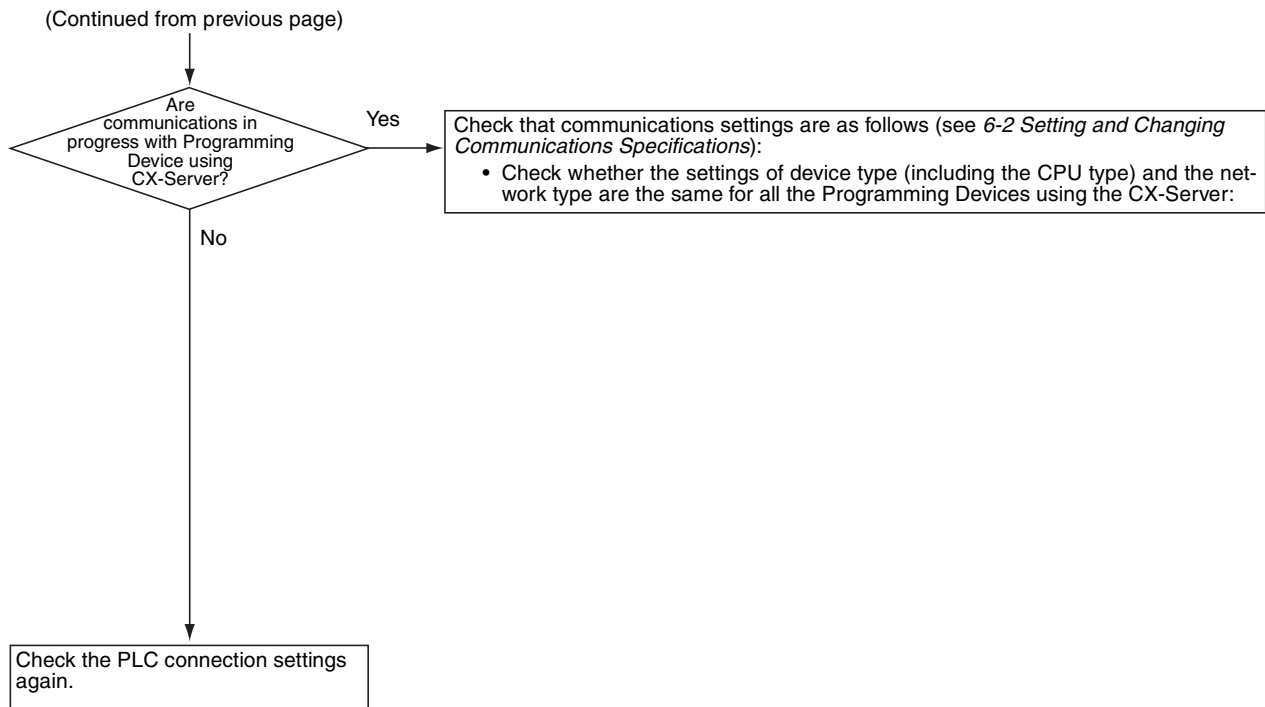 (Continued from previous page)
Are
communications in
progress with Programming
Device using
CX-Server?
Yes
Check that communications settings are as follows (see 6-2 Setting and Changing
Communications Specifications):
• Check whether the settings of device type (including the CPU type) and the net-
work type are the same for all the Programming Devices using the CX-Server:
No
Check the PLC connection settings
again.